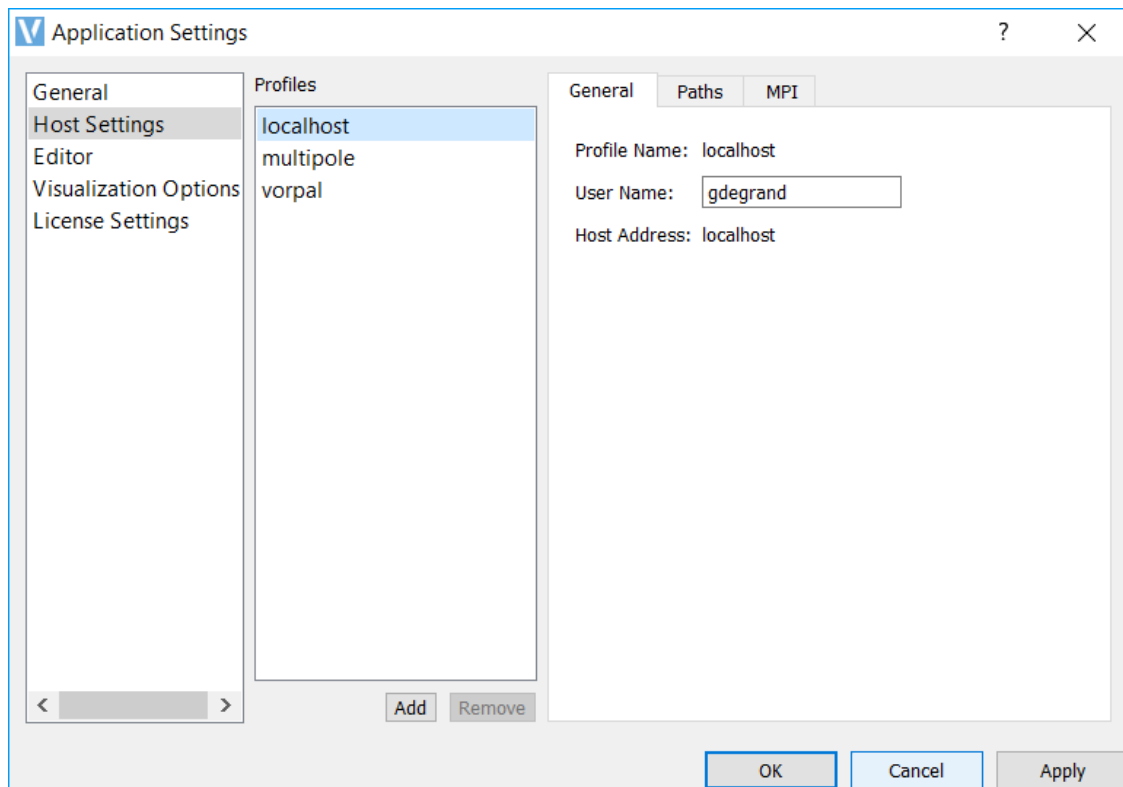 Application Settings
?
General
Host Settings
Editor
Visualization Options
License Settings
Profiles
localhost
multipole
vorpal
Add
Remove
General
Paths
MPI
Profile Name: localhost
User Name: gdegrand
Host Address: localhost
OK
Cancel
Apply